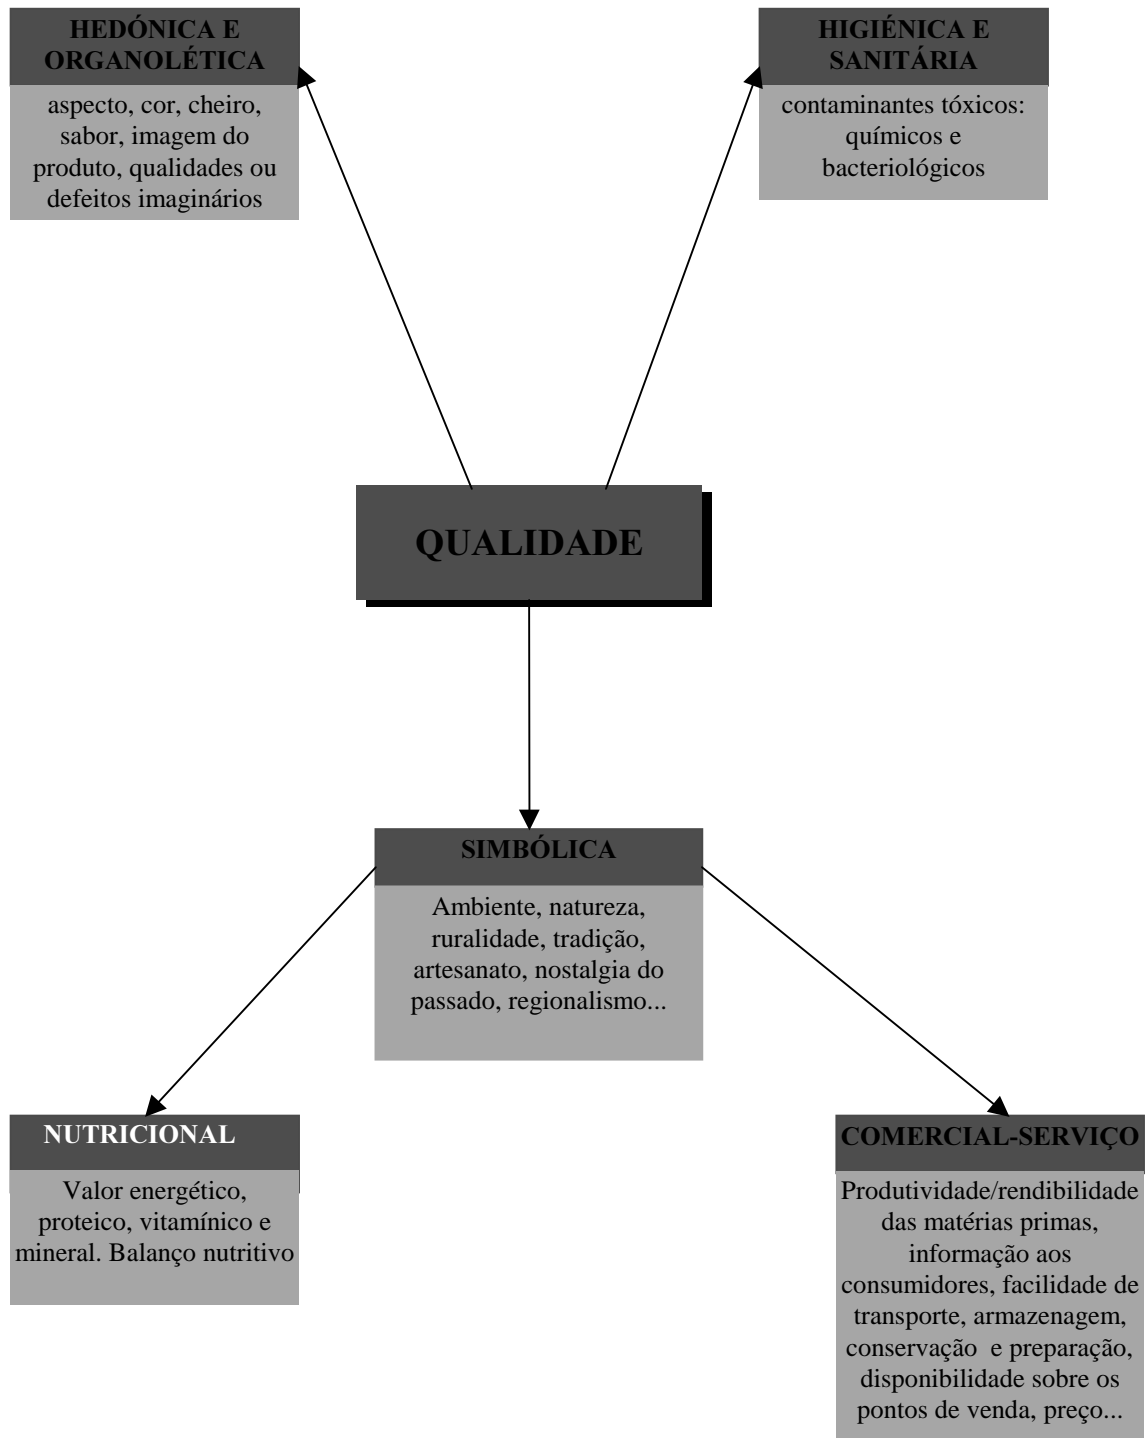 HEDÓNICA E
ORGANOLÉTICA
aspecto, cor, cheiro,
sabor, imagem do
produto, qualidades ou
defeitos imaginários
HIGIÉNICA E
SANITÁRIA
contaminantes tóxicos:
químicos e
bacteriológicos
QUALIDADE
SIMBÓLICA
Ambiente, natureza,
ruralidade, tradição,
artesanato, nostalgia do
passado, regionalismo...
NUTRICIONAL
Valor energético,
proteico, vitamínico e
mineral. Balanço nutritivo
COMERCIAL-SERVIÇO
Produtividade/rendibilidade
das matérias primas,
informação aos
consumidores, facilidade de
transporte, armazenagem,
conservação e preparação,
disponibilidade sobre os
pontos de venda, preço...